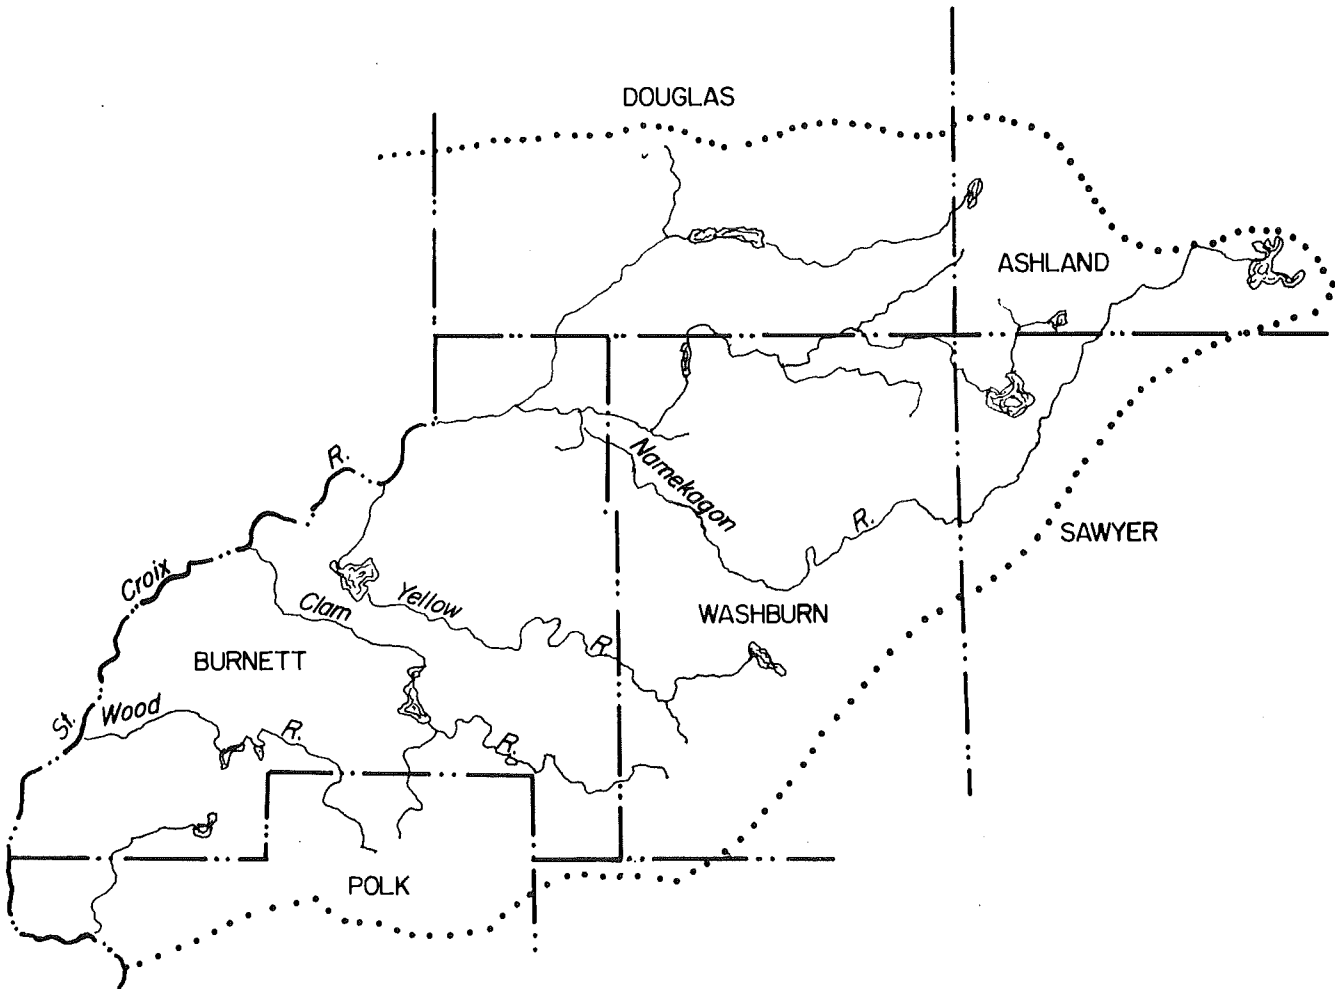 DOUGLAS
ASHLAND
St. Croix R.
Namekagon R.
SAWYER
Clam R.
Yellow R.
WASHBURN
BURNETT
Wood R.
POLK